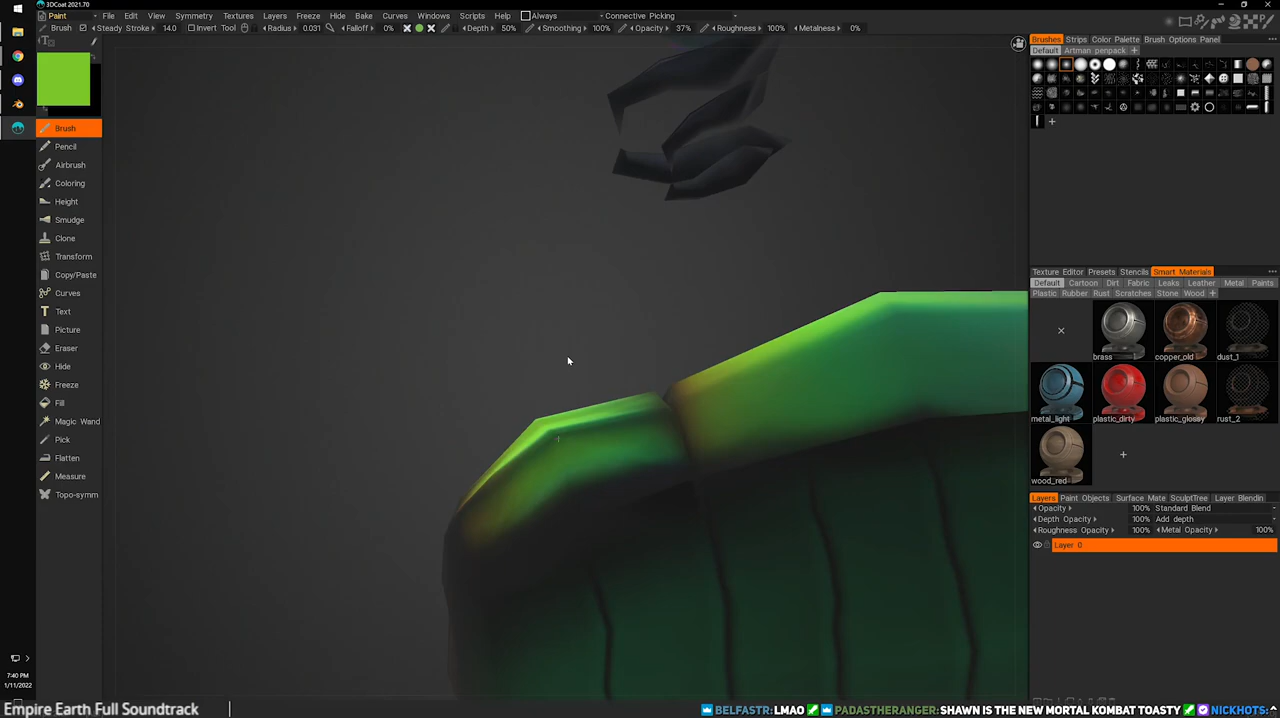 3DCoat 2021.70
Paint File Edit View Symmetry Textures Layers Freeze Hide Bake Curves Windows Scripts Help Always Connective Picking
Brush Steady Stroke 14.0 Invert Tool Radius 0.031 Falloff 0% Depth 50% Smoothing 100% Opacity 37% Roughness 100% Metalness 0%
Brushes Strips Color Palette Brush Options Panel
Default Artman penpack +
Brush
Pencil
Airbrush
Coloring
Height
Smudge
Clone
Transform
Copy/Paste
Curves
Text
Picture
Eraser
Hide
Freeze
Fill
Magic Wand
Pick
Flatten
Measure
Topo-symm
Texture Editor Presets Stencils Smart Materials
Default Cartoon Dirt Fabric Leaks Leather Metal Paints
Plastic Rubber Rust Scratches Stone Wood +
brass copper_old dust_1
metal_light plastic_dirty plastic_glossy rust_2
wood_red
Layers Paint Objects Surface Mate SculptTree Layer Blendin
Opacity 100% Standard Blend
Depth Opacity 100% Add depth
Roughness Opacity 100% Metal Opacity 100%
Layer 0
7:40 PM
1/11/2022
Empire Earth Full Soundtrack
BELFASTR: LMAO PADASTHERANGER: SHAWN IS THE NEW MORTAL KOMBAT TOASTY NICKHOTS: